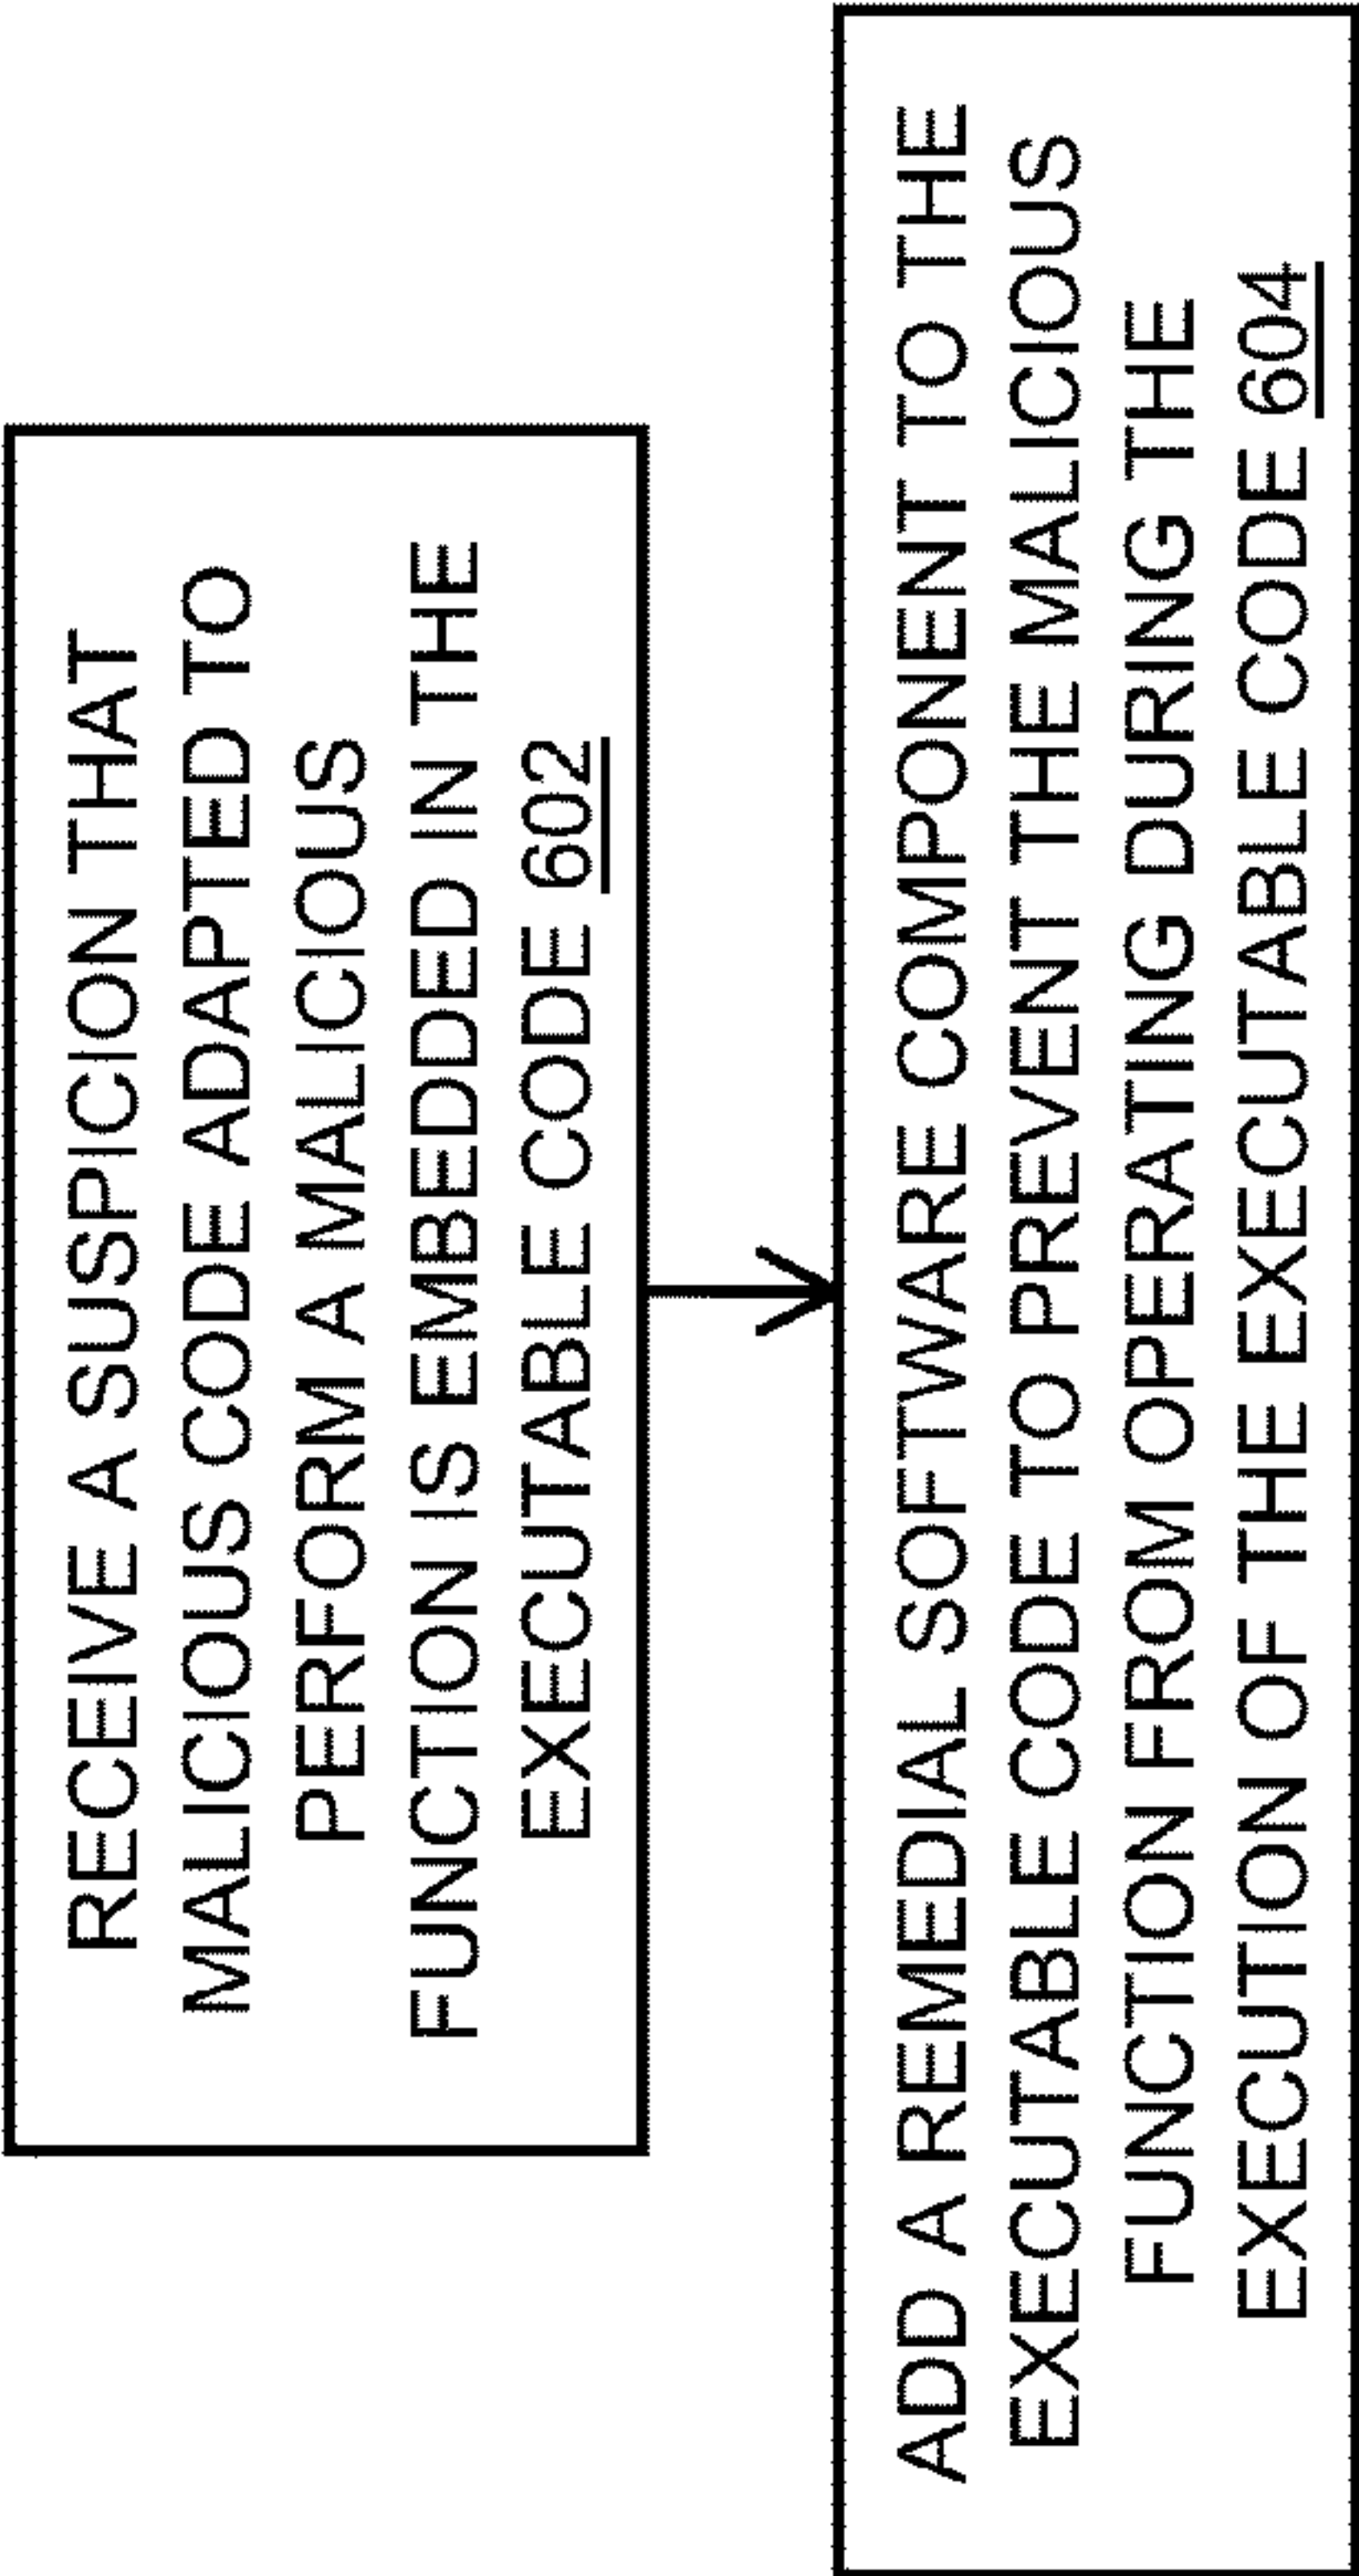 RECEIVE A SUSPICION THAT
MALICIOUS CODE ADAPTED TO
PERFORM A MALICIOUS
FUNCTION IS EMBEDDED IN THE
EXECUTABLE CODE 602
ADD A REMEDIAL SOFTWARE COMPONENT TO THE
EXECUTABLE CODE TO PREVENT THE MALICIOUS
FUNCTION FROM OPERATING DURING THE
EXECUTION OF THE EXECUTABLE CODE 604